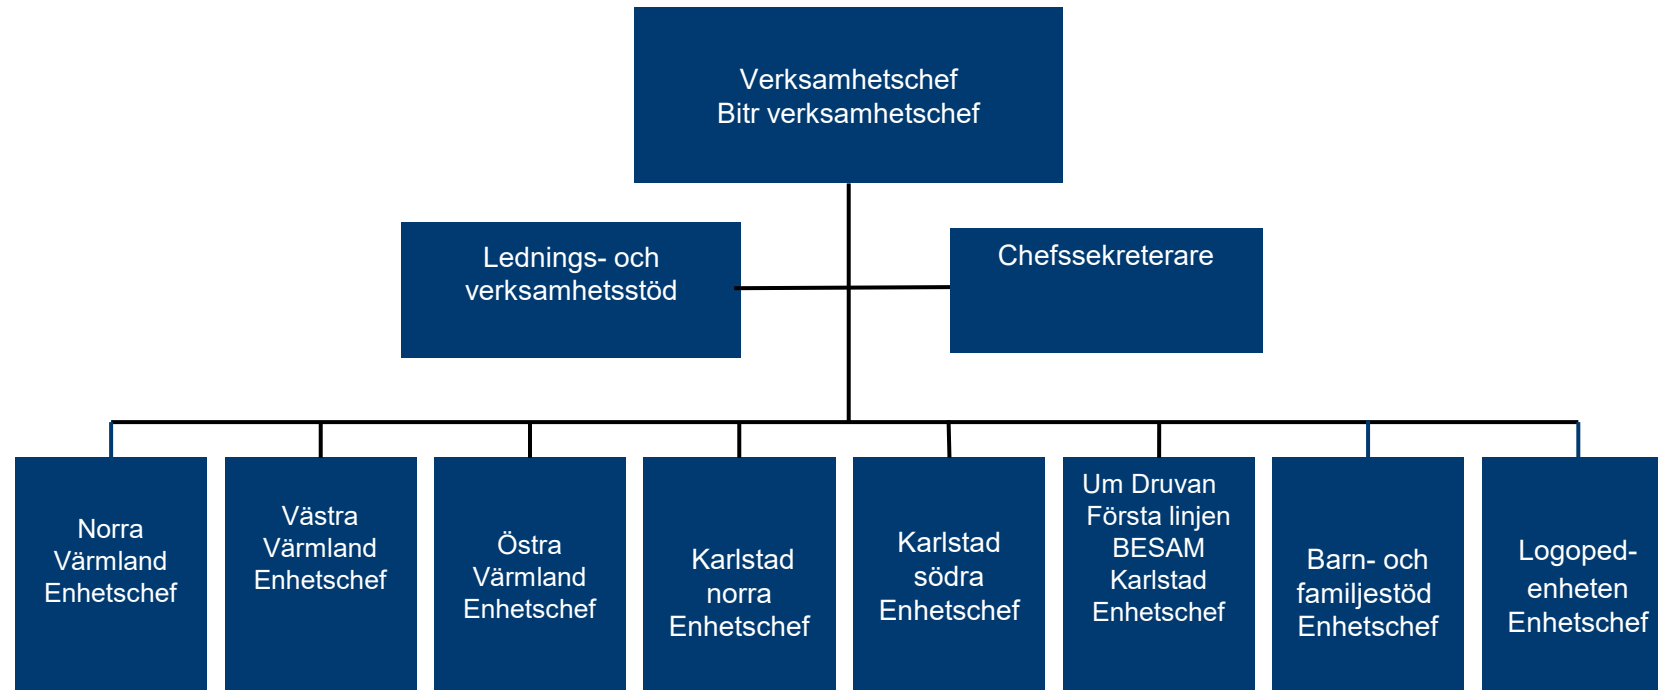 Verksamhetschef
Bitr verksamhetschef
Lednings- och
verksamhetsstöd
Chefssekreterare
Norra
Värmland
Enhetschef
Västra
Värmland
Enhetschef
Östra
Värmland
Enhetschef
Karlstad
norra
Enhetschef
Karlstad
södra
Enhetschef
Um Druvan
Första linjen
BESAM
Karlstad
Enhetschef
Barn- och
familjestöd
Enhetschef
Logoped-
enheten
Enhetschef